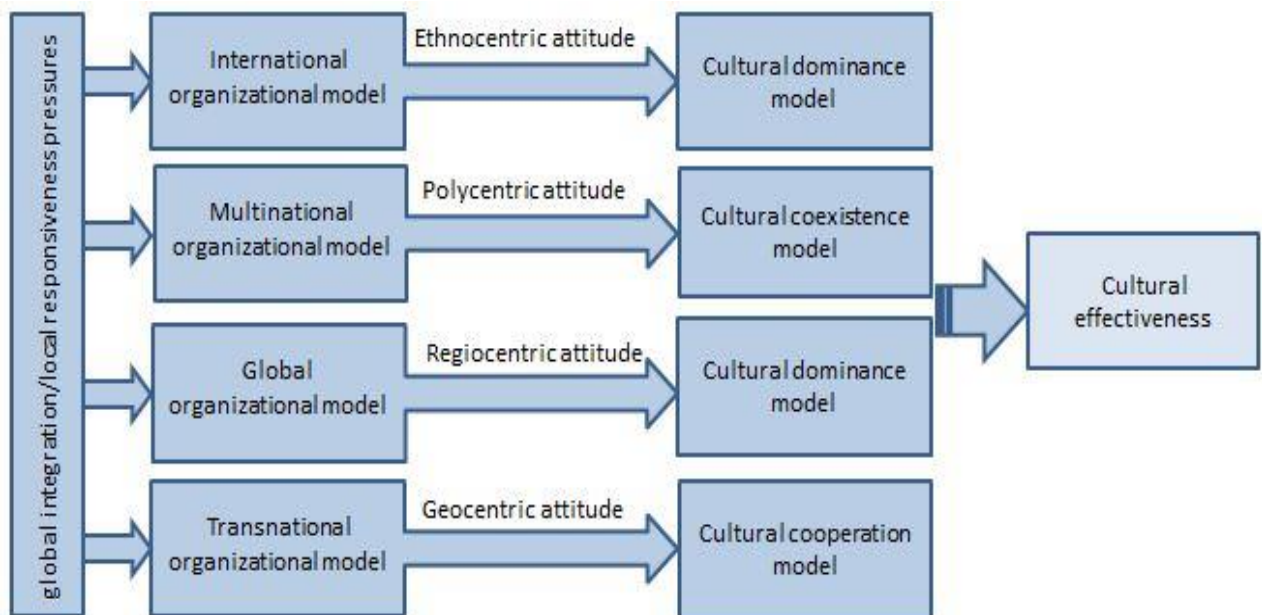 global integration/local responsiveness pressures
International
organizational model
Ethnocentric attitude
Cultural dominance
model
Multinational
organizational model
Polycentric attitude
Cultural coexistence
model
Global
organizational model
Regiocentric attitude
Cultural dominance
model
Transnational
organizational model
Geocentric attitude
Cultural cooperation
model
Cultural
effectiveness